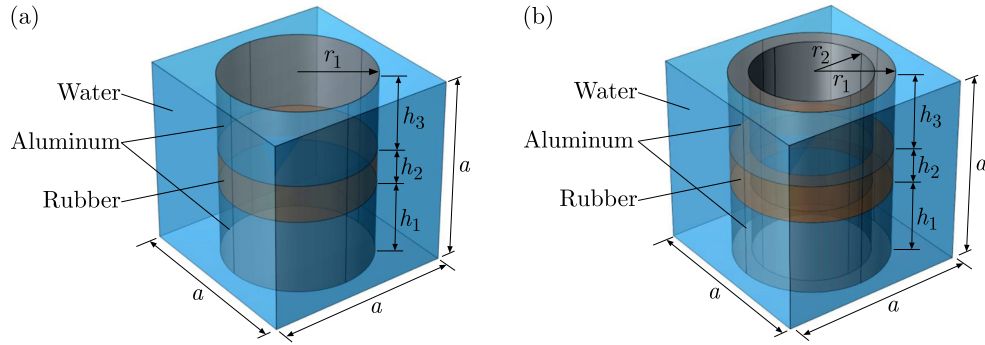 (a)
r₁
Water
Aluminum
Rubber
h₃
h₂
h₁
a
a
a
(b)
r₂
r₁
Water
Aluminum
Rubber
h₃
h₂
h₁
a
a
a